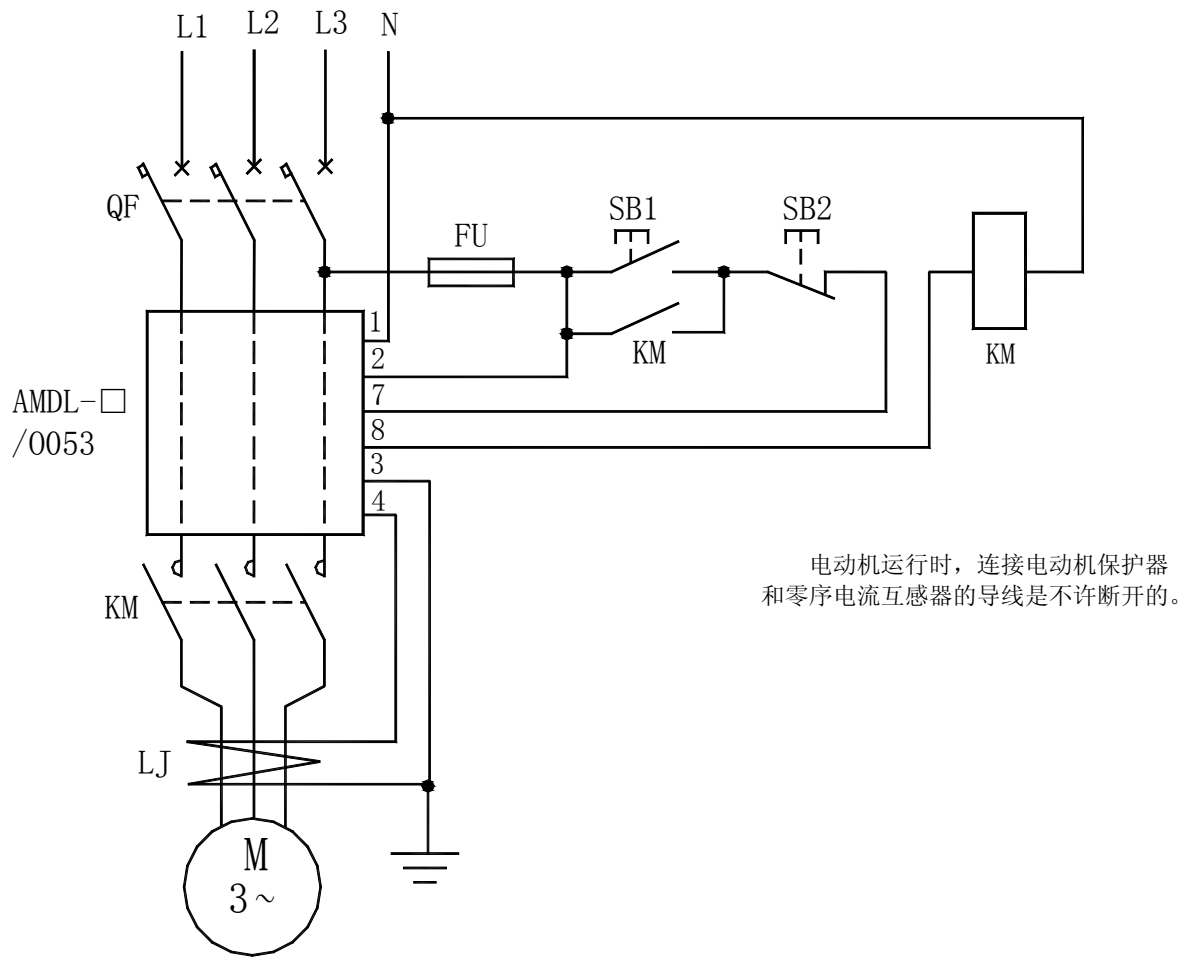 L1 L2 L3 N
QF
FU
SB1
SB2
KM
KM
1
2
7
8
3
4
AMDL-□
/0053
电动机运行时，连接电动机保护器
和零序电流互感器的导线是不许断开的。
KM
LJ
M
3~